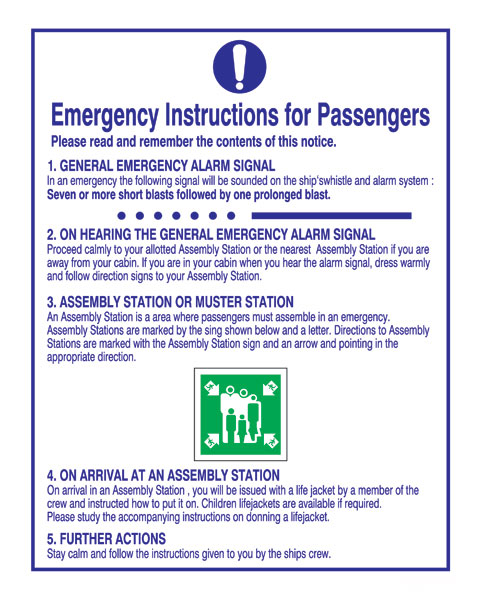 Emergency Instructions for Passengers
Please read and remember the contents of this notice.
1. GENERAL EMERGENCY ALARM SIGNAL
In an emergency the following signal will be sounded on the ship'swhistle and alarm system :
Seven or more short blasts followed by one prolonged blast.
2. ON HEARING THE GENERAL EMERGENCY ALARM SIGNAL
Proceed calmly to your allotted Assembly Station or the nearest Assembly Station if you are
away from your cabin. If you are in your cabin when you hear the alarm signal, dress warmly
and follow direction signs to your Assembly Station.
3. ASSEMBLY STATION OR MUSTER STATION
An Assembly Station is a area where passengers must assemble in an emergency.
Assembly Stations are marked by the sing shown below and a letter. Directions to Assembly
Stations are marked with the Assembly Station sign and an arrow and pointing in the
appropriate direction.
4. ON ARRIVAL AT AN ASSEMBLY STATION
On arrival in an Assembly Station , you will be issued with a life jacket by a member of the
crew and instructed how to put it on. Children lifejackets are available if required.
Please study the accompanying instructions on donning a lifejacket.
5. FURTHER ACTIONS
Stay calm and follow the instructions given to you by the ships crew.